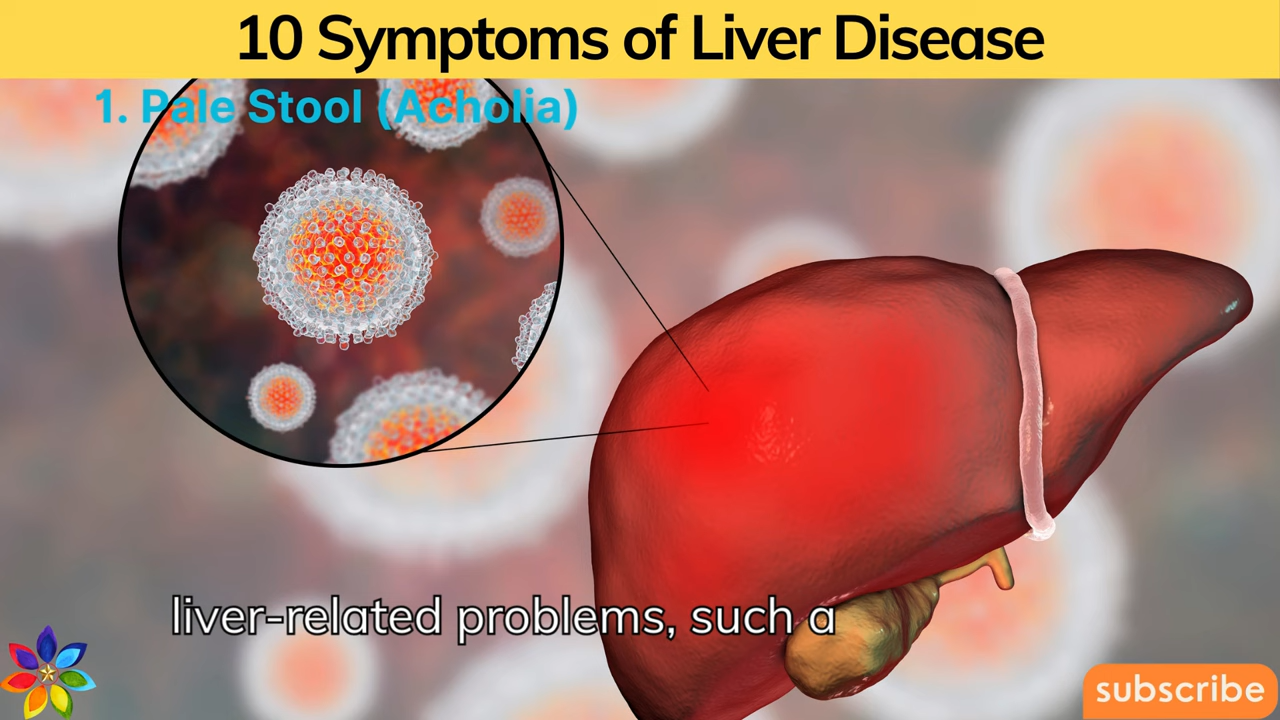 10 Symptoms of Liver Disease
1. Pale Stool (Acholia)
liver-related problems, such a
subscribe